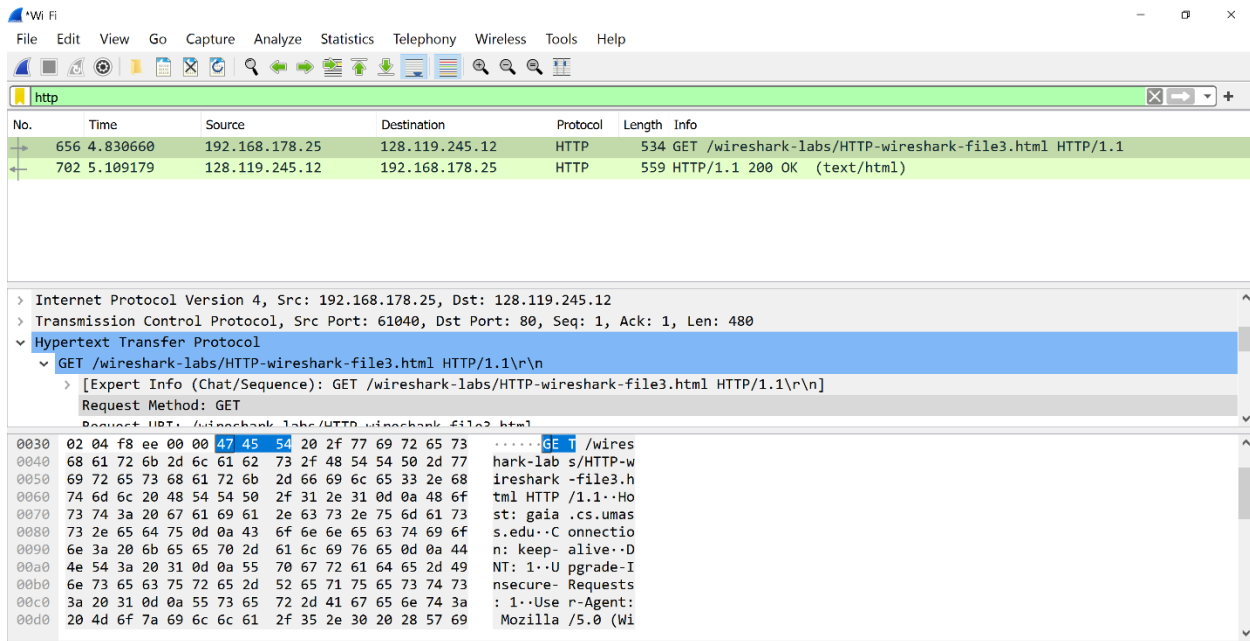 *Wi Fi
File Edit View Go Capture Analyze Statistics Telephony Wireless Tools Help
http
No. Time Source Destination Protocol Length Info
656 4.830660 192.168.178.25 128.119.245.12 HTTP 534 GET /wireshark-labs/HTTP-wireshark-file3.html HTTP/1.1
702 5.109179 128.119.245.12 192.168.178.25 HTTP 559 HTTP/1.1 200 OK (text/html)
Internet Protocol Version 4, Src: 192.168.178.25, Dst: 128.119.245.12
Transmission Control Protocol, Src Port: 61040, Dst Port: 80, Seq: 1, Ack: 1, Len: 480
Hypertext Transfer Protocol
GET /wireshark-labs/HTTP-wireshark-file3.html HTTP/1.1\r\n
[Expert Info (Chat/Sequence): GET /wireshark-labs/HTTP-wireshark-file3.html HTTP/1.1\r\n]
Request Method: GET
Request URI: /wireshark-labs/HTTP-wireshark-file3.html
0030 02 04 f8 ee 00 00 47 45 54 20 2f 77 69 72 65 73 ······GE T /wires
0040 68 61 72 6b 2d 6c 61 62 73 2f 48 54 54 50 2d 77 hark-lab s/HTTP-w
0050 69 72 65 73 68 61 72 6b 2d 66 69 6c 65 33 2e 68 ireshark -file3.h
0060 74 6d 6c 20 48 54 54 50 2f 31 2e 31 0d 0a 48 6f tml HTTP /1.1··Ho
0070 73 74 3a 20 67 61 69 61 2e 63 73 2e 75 6d 61 73 st: gaia .cs.umas
0080 73 2e 65 64 75 0d 0a 43 6f 6e 6e 65 63 74 69 6f s.edu··C onnectio
0090 6e 3a 20 6b 65 65 70 2d 61 6c 69 76 65 0d 0a 44 n: keep- alive··D
00a0 4e 54 3a 20 31 0d 0a 55 70 67 72 61 64 65 2d 49 NT: 1··U pgrade-I
00b0 6e 73 65 63 75 72 65 2d 52 65 71 75 65 73 74 73 nsecure- Requests
00c0 3a 20 31 0d 0a 55 73 65 72 2d 41 67 65 6e 74 3a : 1··Use r-Agent:
00d0 20 4d 6f 7a 69 6c 6c 61 2f 35 2e 30 20 28 57 69 Mozilla /5.0 (Wi